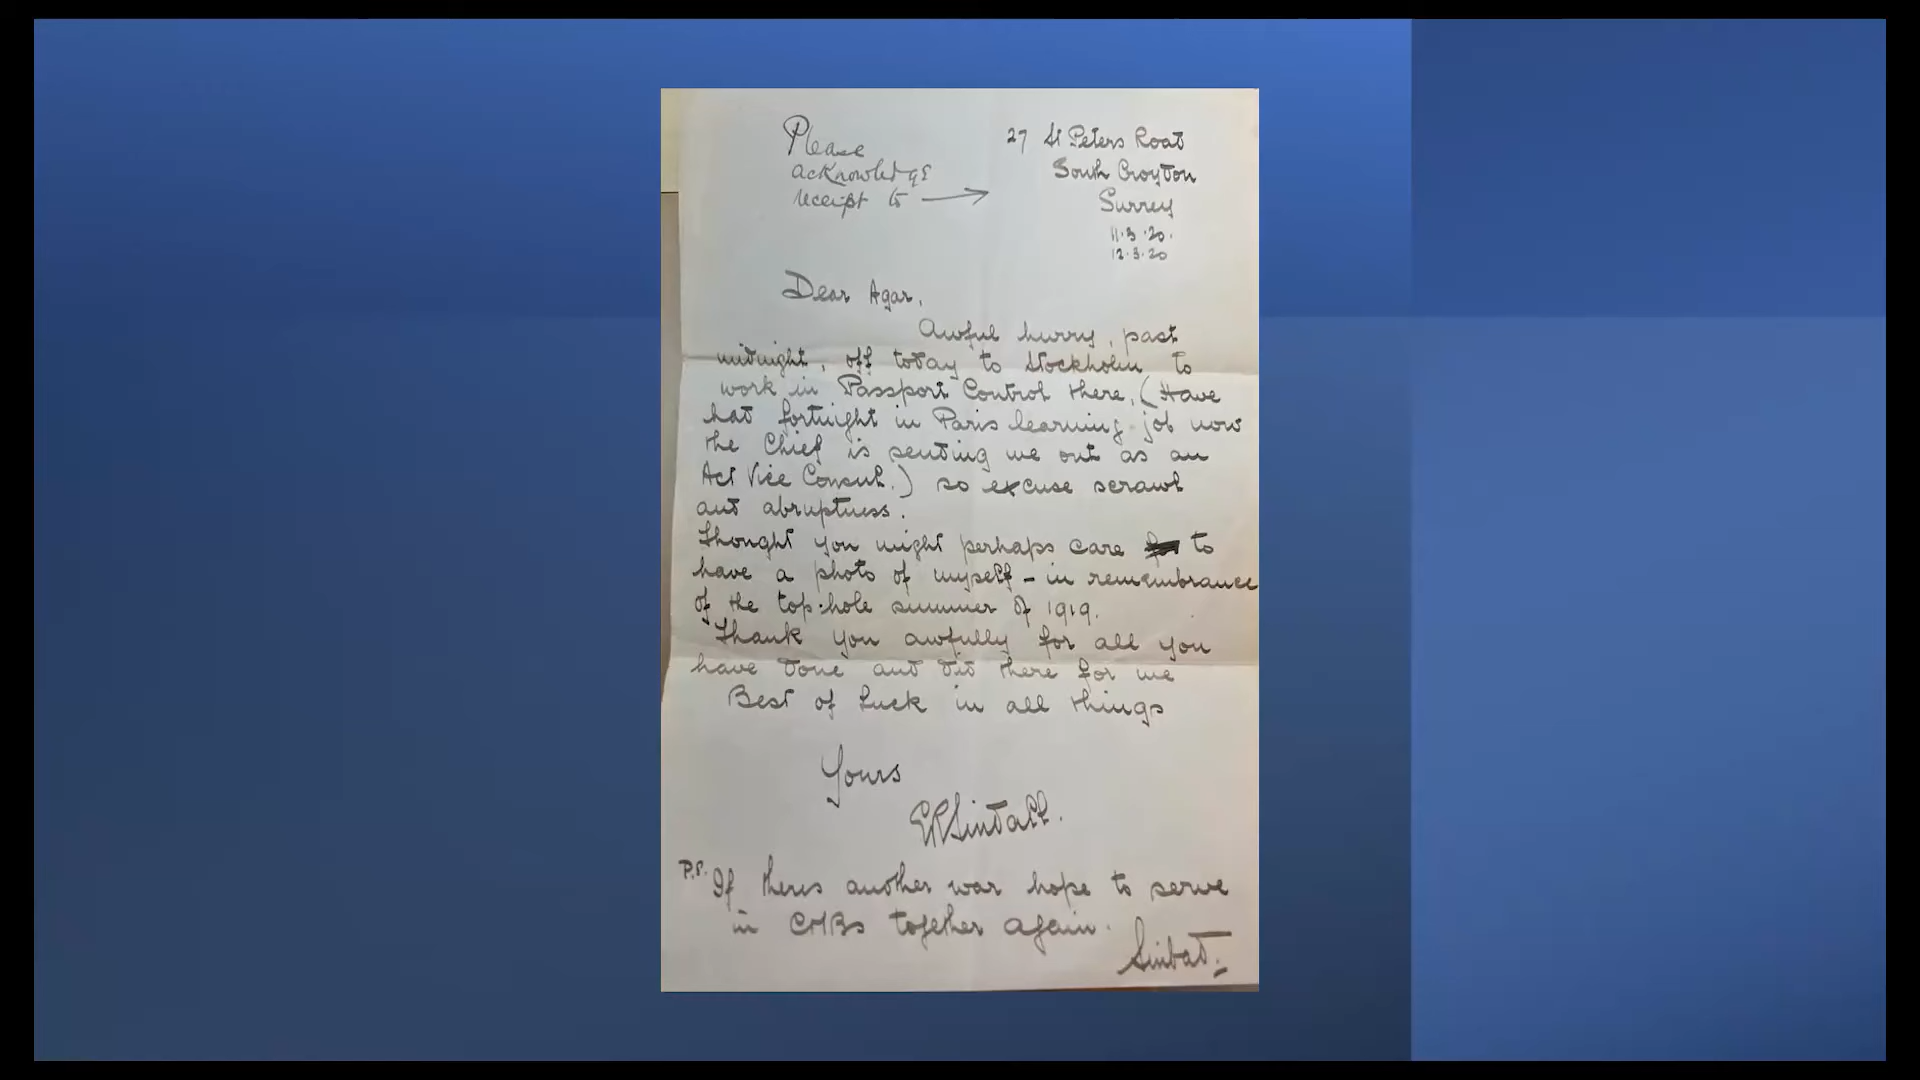 Please
acknowledge
receipt to
27 St Peters Road
South Croydon
Surrey
11.3.20.
12.3.20
Dear Agar,
Awful hurry, past
midnight, off today to Stockholm to
work in Passport Control there, (Have
had fortnight in Paris learning job now
the Chief is sending me out as an
Act Vice Consul.) so excuse scrawl
and abruptness.
Thought you might perhaps care to
have a photo of myself - in remembrance
of the top-hole summer of 1919.
Thank you awfully for all you
have done and did there for me
Best of Luck in all things
Yours
ERSindall.
P.S. If theres another war hope to serve
in CMBs together again.
Sinbad.